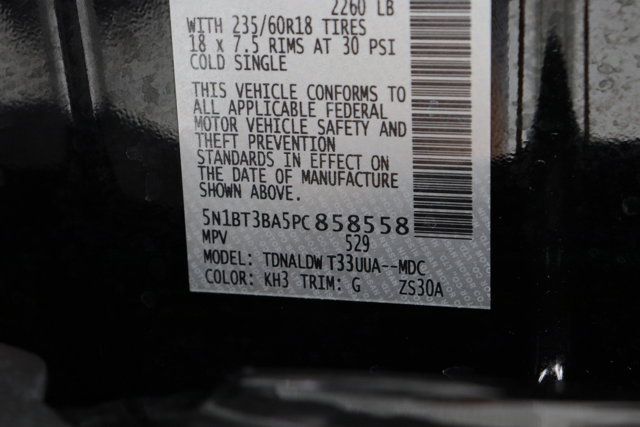 2260 LB
WITH 235/60R18 TIRES
18 x 7.5 RIMS AT 30 PSI
COLD SINGLE
THIS VEHICLE CONFORMS TO
ALL APPLICABLE FEDERAL
MOTOR VEHICLE SAFETY AND
THEFT PREVENTION
STANDARDS IN EFFECT ON
THE DATE OF MANUFACTURE
SHOWN ABOVE.
5N1BT3BA5PC858558
MPV 529
MODEL: TDNALDWT33UUA--MDC
COLOR: KH3 TRIM: G ZS30A